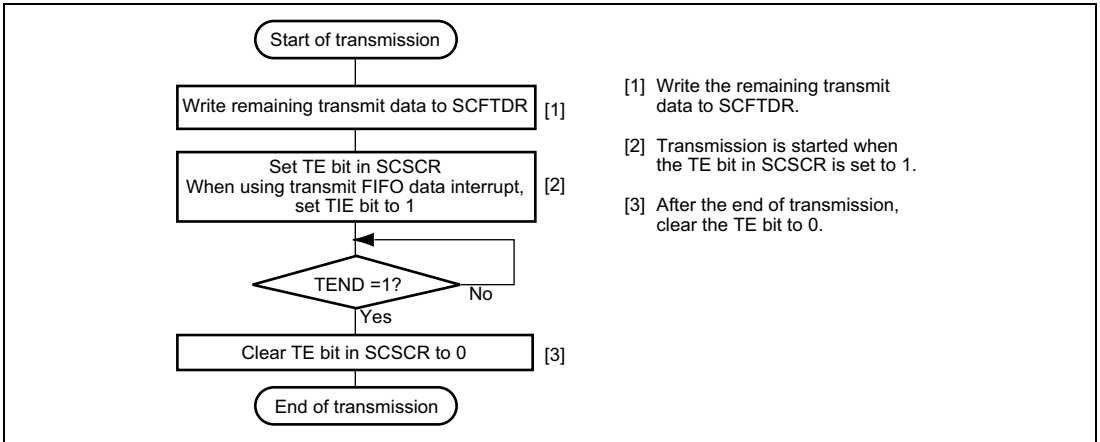 Start of transmission
Write remaining transmit data to SCFTDR
[1]
Set TE bit in SCSCR
When using transmit FIFO data interrupt,
set TIE bit to 1
[2]
TEND =1?
No
Yes
Clear TE bit in SCSCR to 0
[3]
End of transmission
[1] Write the remaining transmit
data to SCFTDR.
[2] Transmission is started when
the TE bit in SCSCR is set to 1.
[3] After the end of transmission,
clear the TE bit to 0.